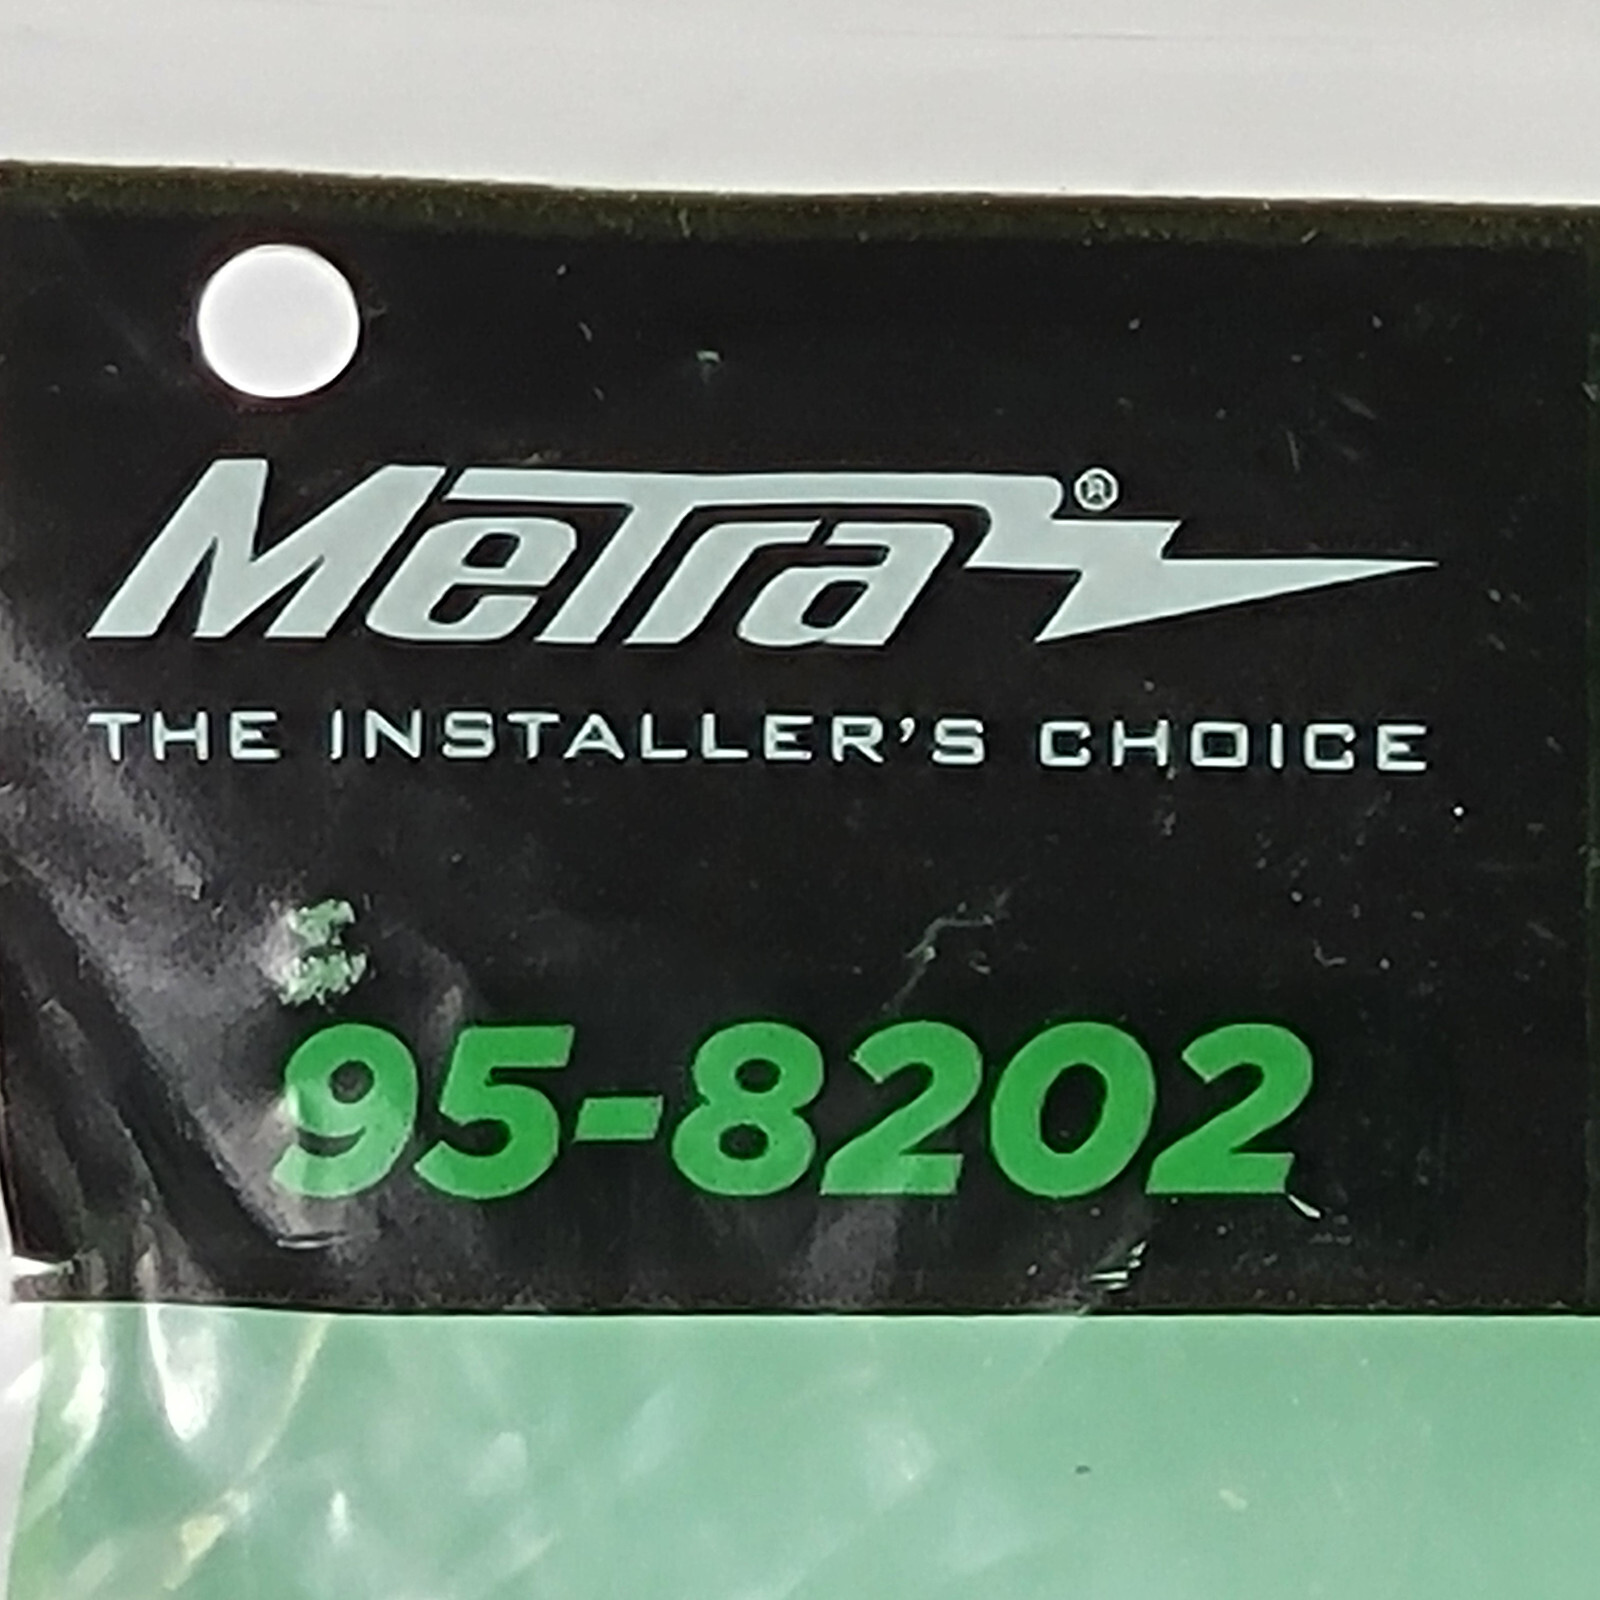 MeTra®
THE INSTALLER'S CHOICE
95-8202